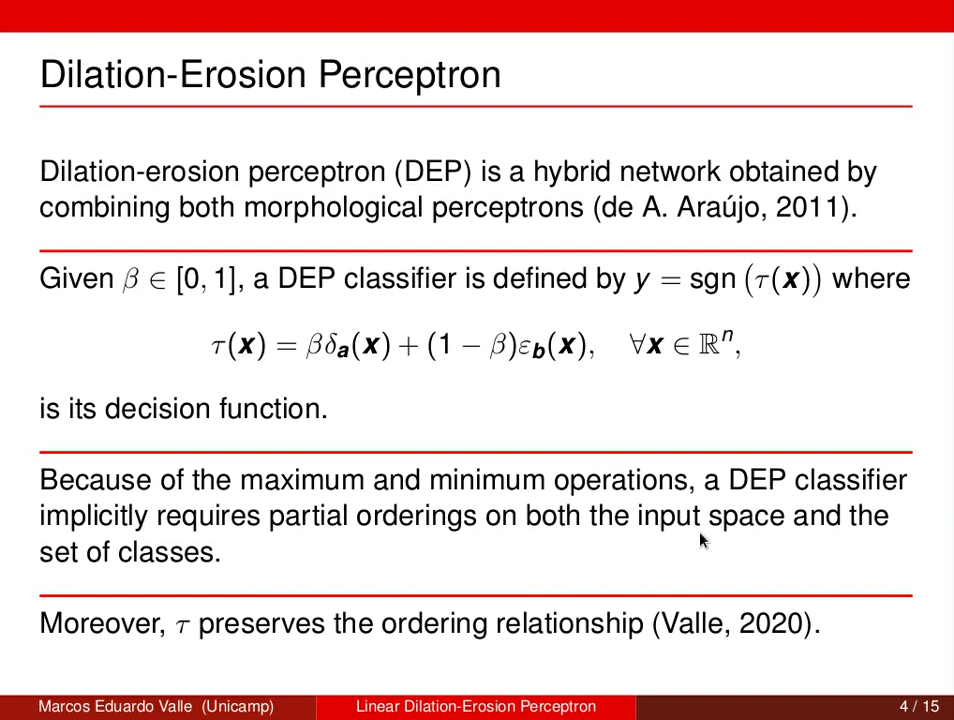 Dilation-Erosion Perceptron
Dilation-erosion perceptron (DEP) is a hybrid network obtained by
combining both morphological perceptrons (de A. Araújo, 2011).
Given β ∈ [0, 1], a DEP classifier is defined by y = sgn (τ(x)) where
τ(x) = βδₐ(x) + (1 − β)ε_b(x), ∀x ∈ ℝⁿ,
is its decision function.
Because of the maximum and minimum operations, a DEP classifier
implicitly requires partial orderings on both the input space and the
set of classes.
Moreover, τ preserves the ordering relationship (Valle, 2020).
Marcos Eduardo Valle (Unicamp) Linear Dilation-Erosion Perceptron 4 / 15